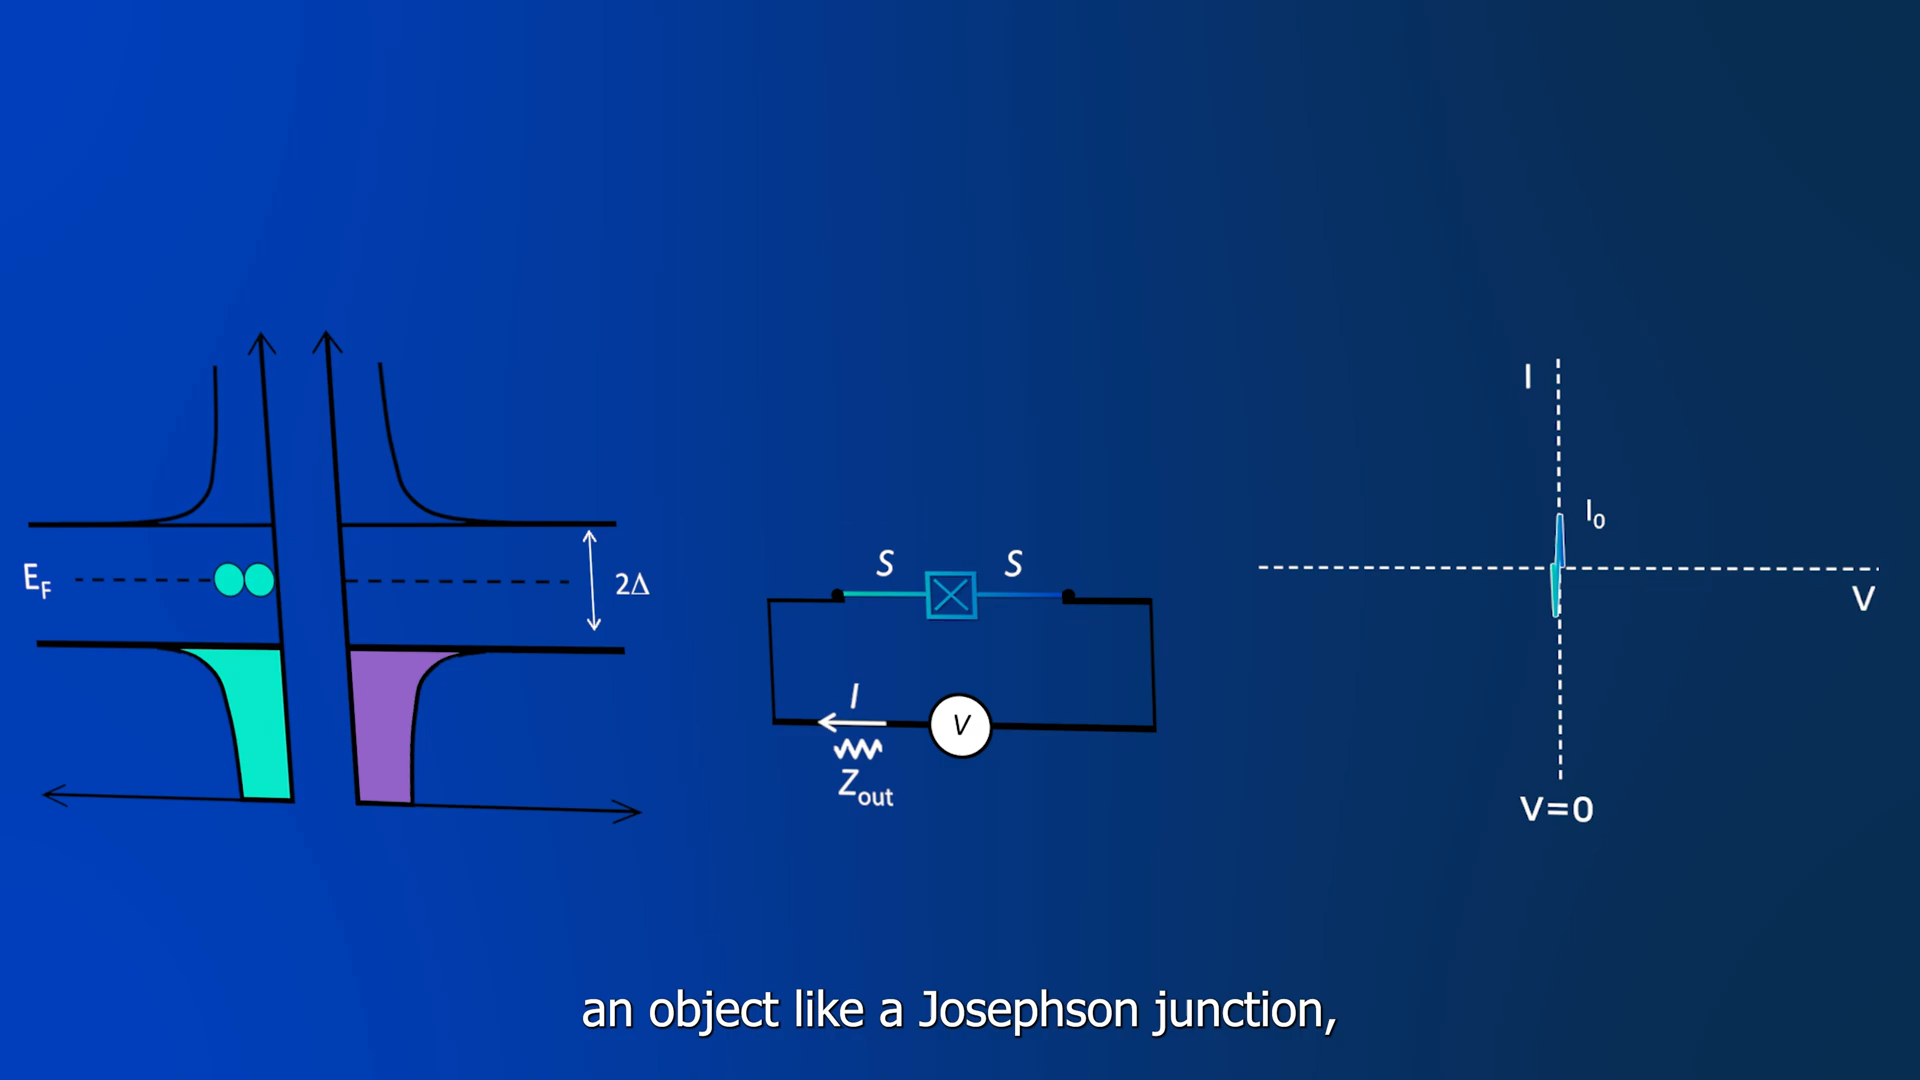 E_F
2Δ
S S
I
V
Z_out
I
I_0
V
V=0
an object like a Josephson junction,